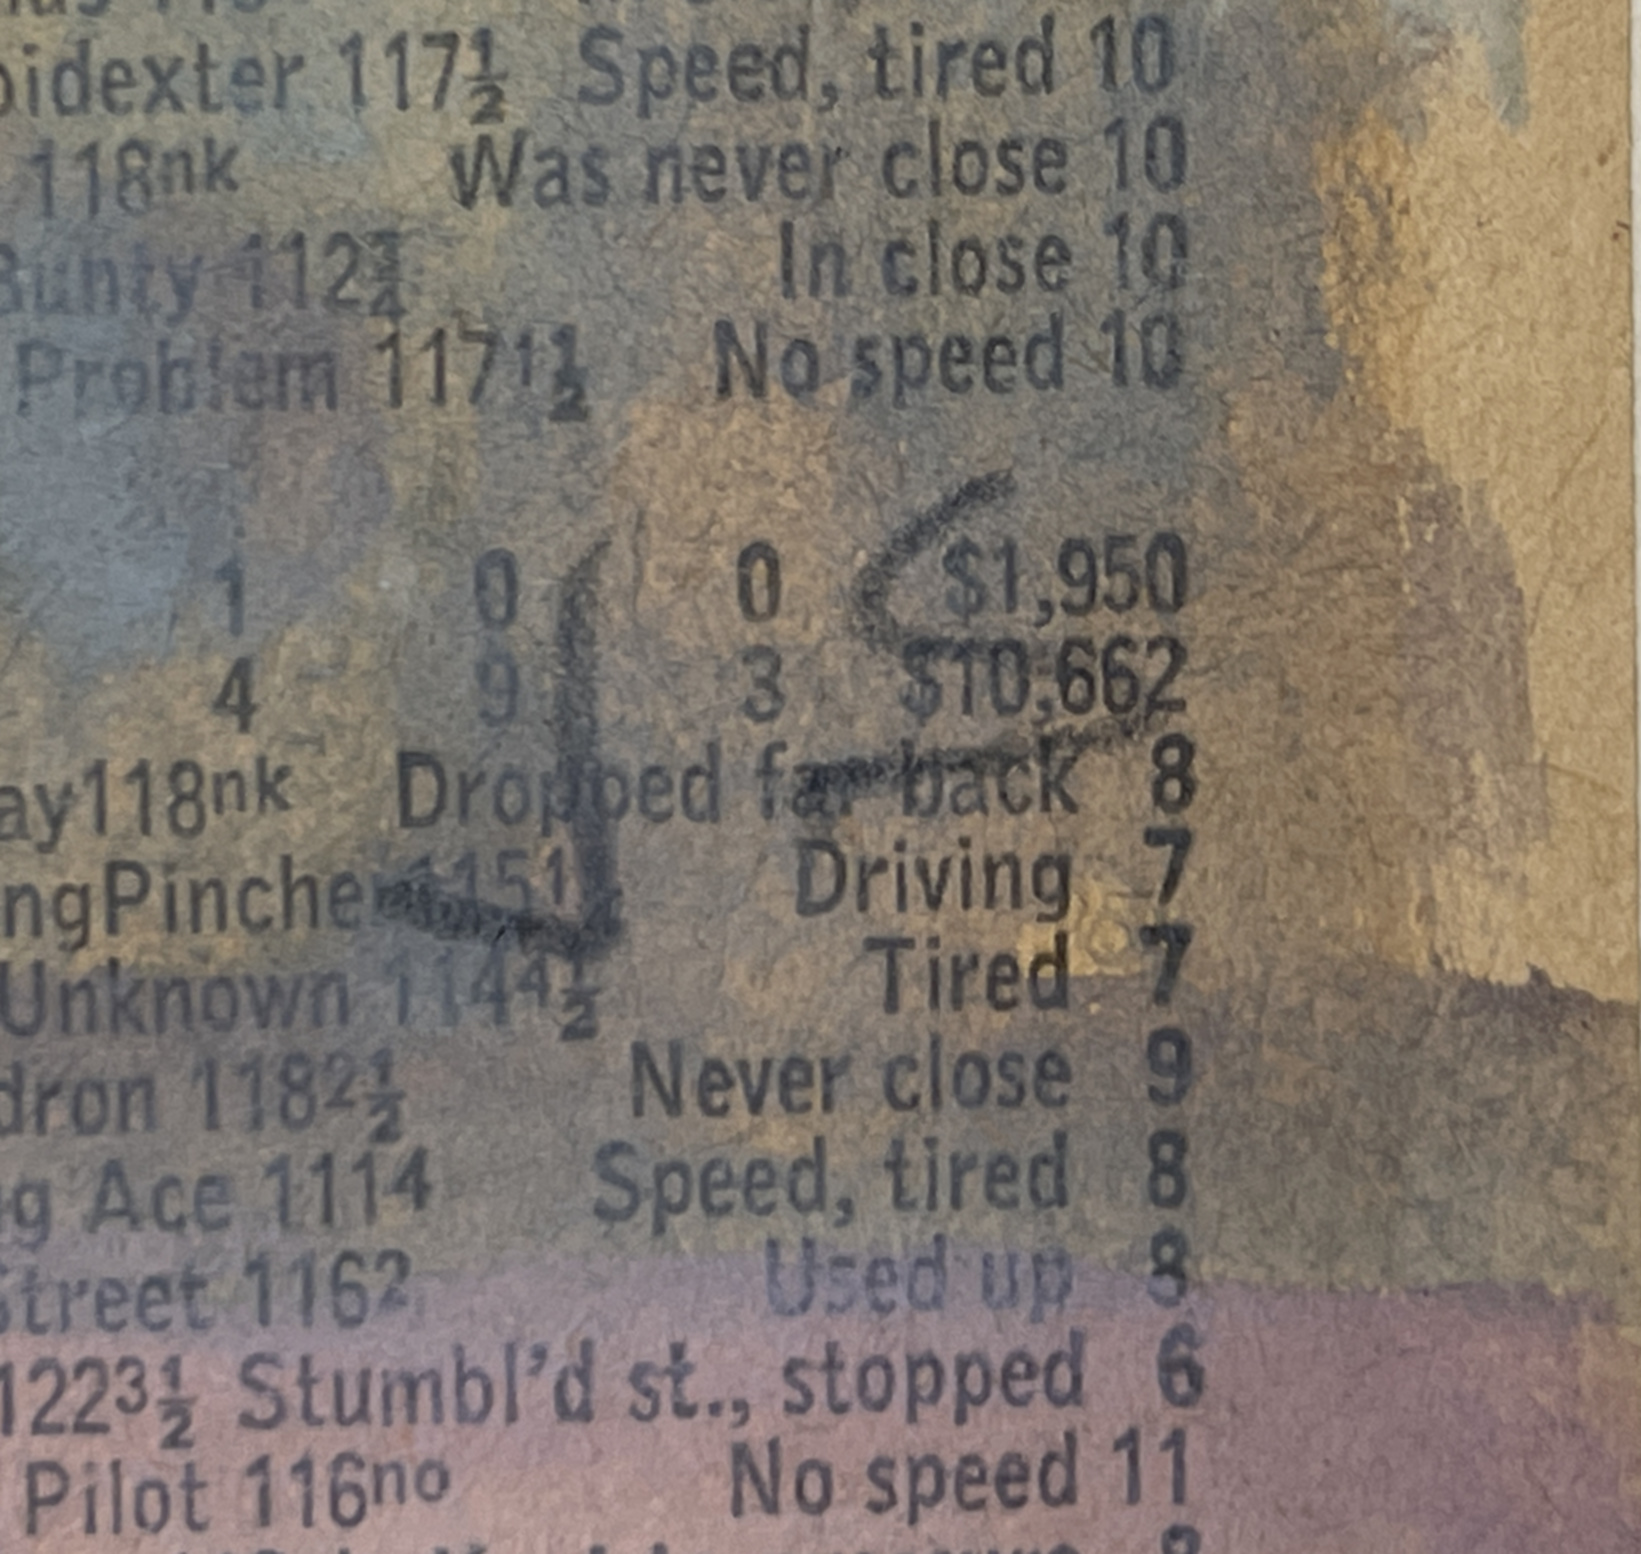 bidexter 117½ Speed, tired 10
118nk Was never close 10
Bunty 112¾ In close 10
Problem 1171½ No speed 10
1 0 0 $1,950
4 9 3 $10,662
ay118nk Dropped far back 8
ngPincher Driving 7
Unknown 1144½ Tired 7
dron 1182½ Never close 9
g Ace 1114 Speed, tired 8
Street 1162 Used up 8
1223½ Stumbl’d st., stopped 6
Pilot 116no No speed 11